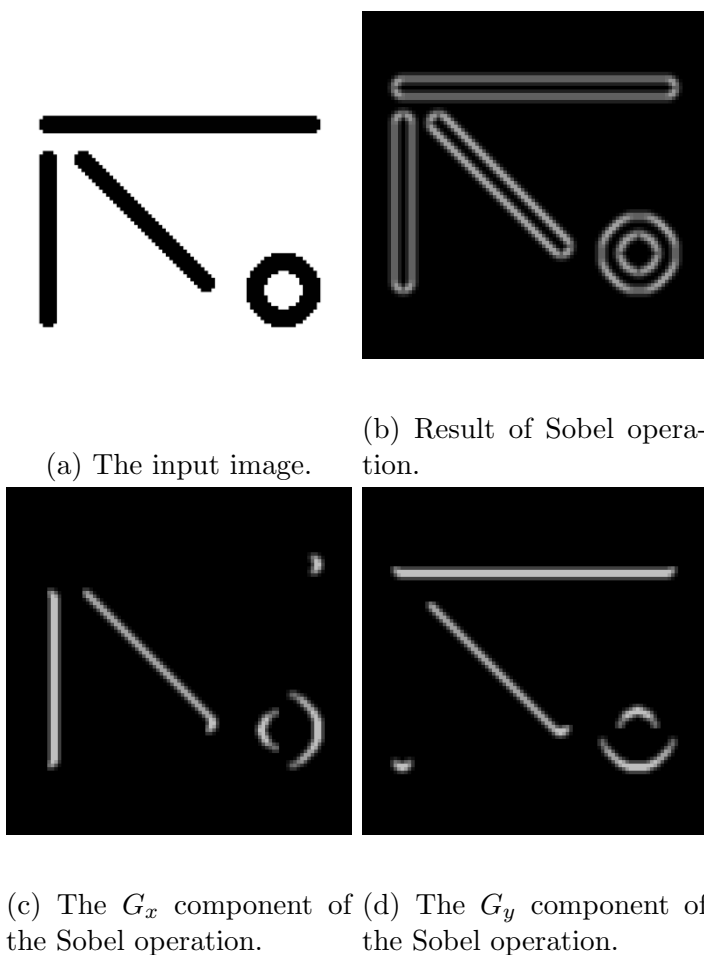 (a) The input image.
(b) Result of Sobel opera-
tion.
(c) The $G_x$ component of
the Sobel operation.
(d) The $G_y$ component of
the Sobel operation.